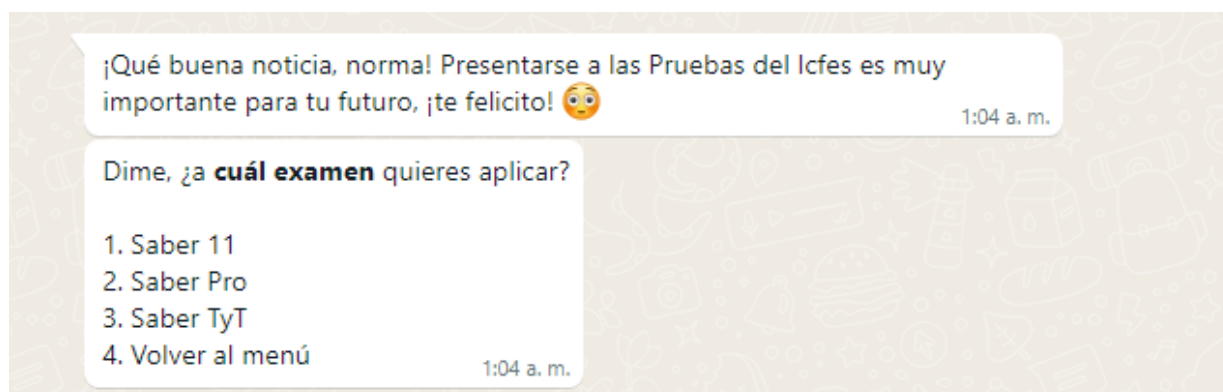 ¡Qué buena noticia, norma! Presentarse a las Pruebas del Icfes es muy
importante para tu futuro, ¡te felicito! 😳
1:04 a. m.
Dime, ¿a cuál examen quieres aplicar?
1. Saber 11
2. Saber Pro
3. Saber TyT
4. Volver al menú
1:04 a. m.